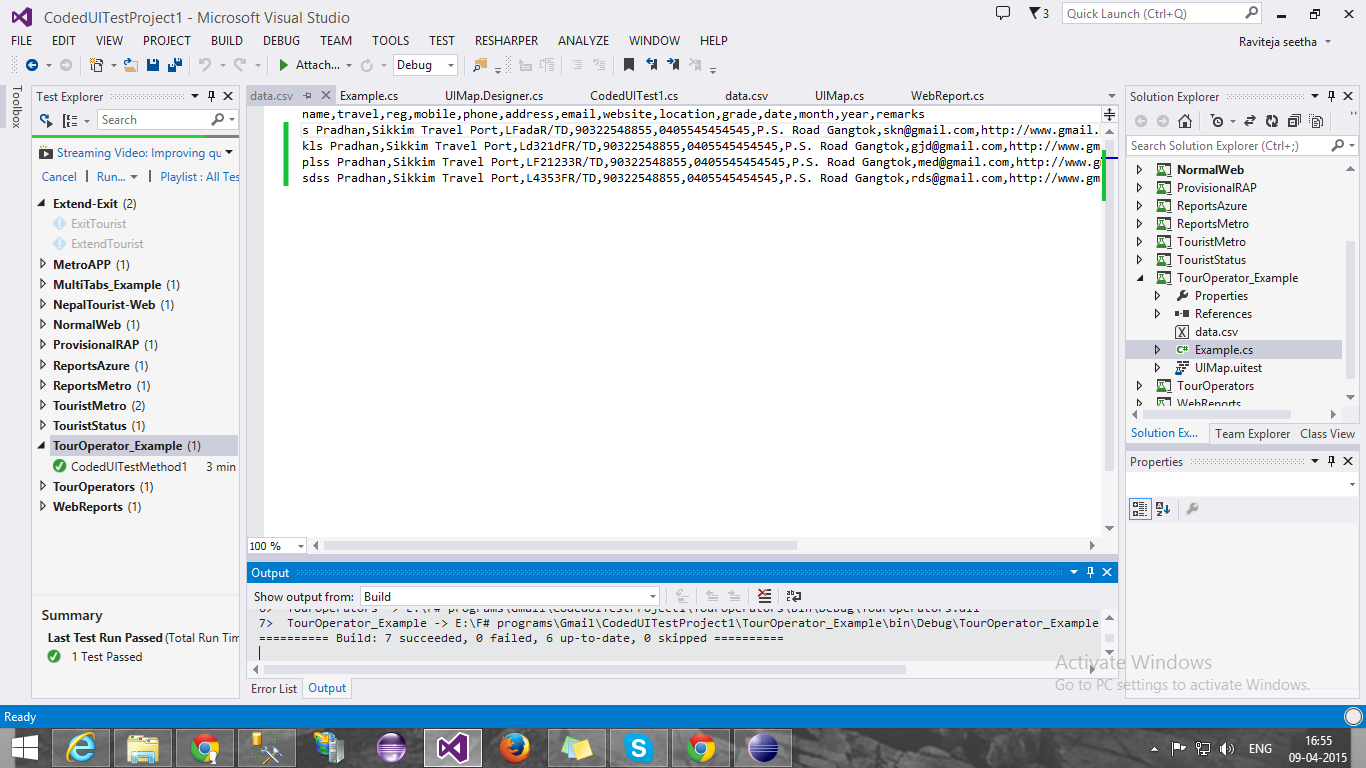 CodedUITestProject1 - Microsoft Visual Studio
3
Quick Launch (Ctrl+Q)
FILE EDIT VIEW PROJECT BUILD DEBUG TEAM TOOLS TEST RESHARPER ANALYZE WINDOW HELP
Raviteja seetha
Attach...
Debug
Toolbox
Test Explorer
Search
Streaming Video: Improving qu
Cancel Run... Playlist : All Tes
Extend-Exit (2)
ExitTourist
ExtendTourist
MetroAPP (1)
MultiTabs_Example (1)
NepalTourist-Web (1)
NormalWeb (1)
ProvisionalRAP (1)
ReportsAzure (1)
ReportsMetro (1)
TouristMetro (2)
TouristStatus (1)
TourOperator_Example (1)
CodedUITestMethod1 3 min
TourOperators (1)
WebReports (1)
Summary
Last Test Run Passed (Total Run Tim
1 Test Passed
data.csv Example.cs UIMap.Designer.cs CodedUITest1.cs data.csv UIMap.cs WebReport.cs
name,travel,reg,mobile,phone,address,email,website,location,grade,date,month,year,remarks
s Pradhan,Sikkim Travel Port,LFadaR/TD,90322548855,0405545454545,P.S. Road Gangtok,skn@gmail.com,http://www.gmail.
kls Pradhan,Sikkim Travel Port,Ld321dFR/TD,90322548855,0405545454545,P.S. Road Gangtok,gjd@gmail.com,http://www.gm
plss Pradhan,Sikkim Travel Port,LF21233R/TD,90322548855,0405545454545,P.S. Road Gangtok,med@gmail.com,http://www.g
sdss Pradhan,Sikkim Travel Port,L4353FR/TD,90322548855,0405545454545,P.S. Road Gangtok,rds@gmail.com,http://www.gm
100 %
Output
Show output from: Build
6> TourOperators -> E:\F# programs\Gmail\CodedUITestProject1\TourOperators\bin\Debug\TourOperators.dll
7> TourOperator_Example -> E:\F# programs\Gmail\CodedUITestProject1\TourOperator_Example\bin\Debug\TourOperator_Example
========== Build: 7 succeeded, 0 failed, 6 up-to-date, 0 skipped ==========
Error List Output
Solution Explorer
Search Solution Explorer (Ctrl+;)
NormalWeb
ProvisionalRAP
ReportsAzure
ReportsMetro
TouristMetro
TouristStatus
TourOperator_Example
Properties
References
data.csv
Example.cs
UIMap.uitest
TourOperators
WebReports
Solution Ex... Team Explorer Class View
Properties
Activate Windows
Go to PC settings to activate Windows.
Ready
ENG
16:55
09-04-2015